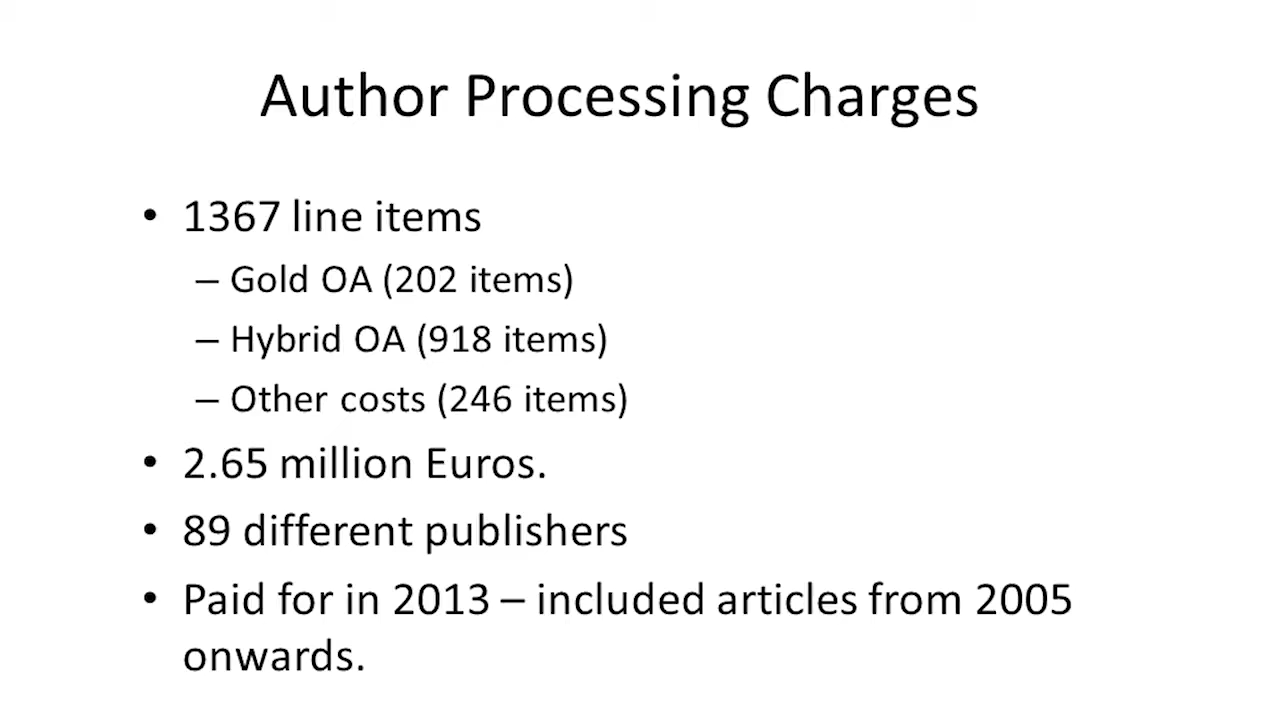 Author Processing Charges
• 1367 line items
– Gold OA (202 items)
– Hybrid OA (918 items)
– Other costs (246 items)
• 2.65 million Euros.
• 89 different publishers
• Paid for in 2013 – included articles from 2005
onwards.